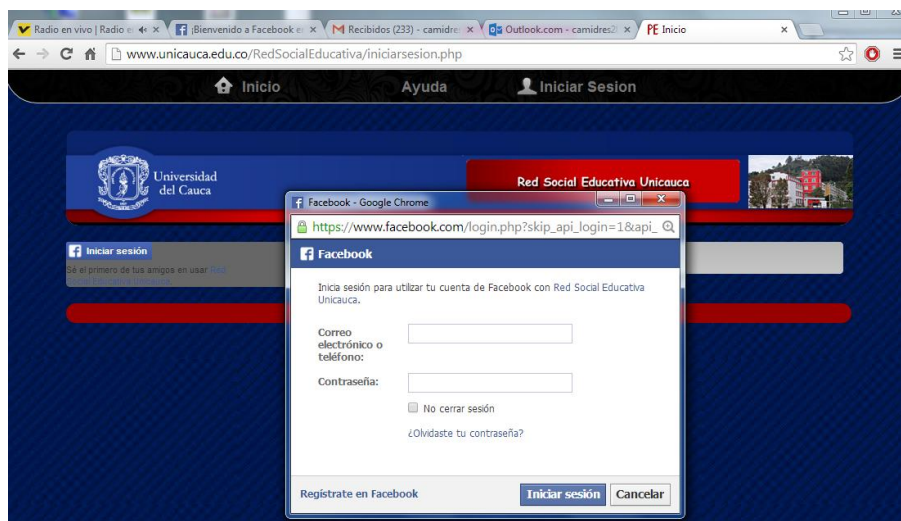 Radio en vivo | Radio e
¡Bienvenido a Facebook e
Recibidos (233) - camidre
Outlook.com - camidres2
PE Inicio
www.unicauca.edu.co/RedSocialEducativa/iniciarsesion.php
Inicio
Ayuda
Iniciar Sesion
Universidad
del Cauca
Red Social Educativa Unicauca
Facebook - Google Chrome
https://www.facebook.com/login.php?skip_api_login=1&api_
Facebook
Iniciar sesión
Sé el primero de tus amigos en usar Red
Social Educativa Unicauca.
Inicia sesión para utilizar tu cuenta de Facebook con Red Social Educativa
Unicauca.
Correo
electrónico o
teléfono:
Contraseña:
No cerrar sesión
¿Olvidaste tu contraseña?
Regístrate en Facebook
Iniciar sesión
Cancelar